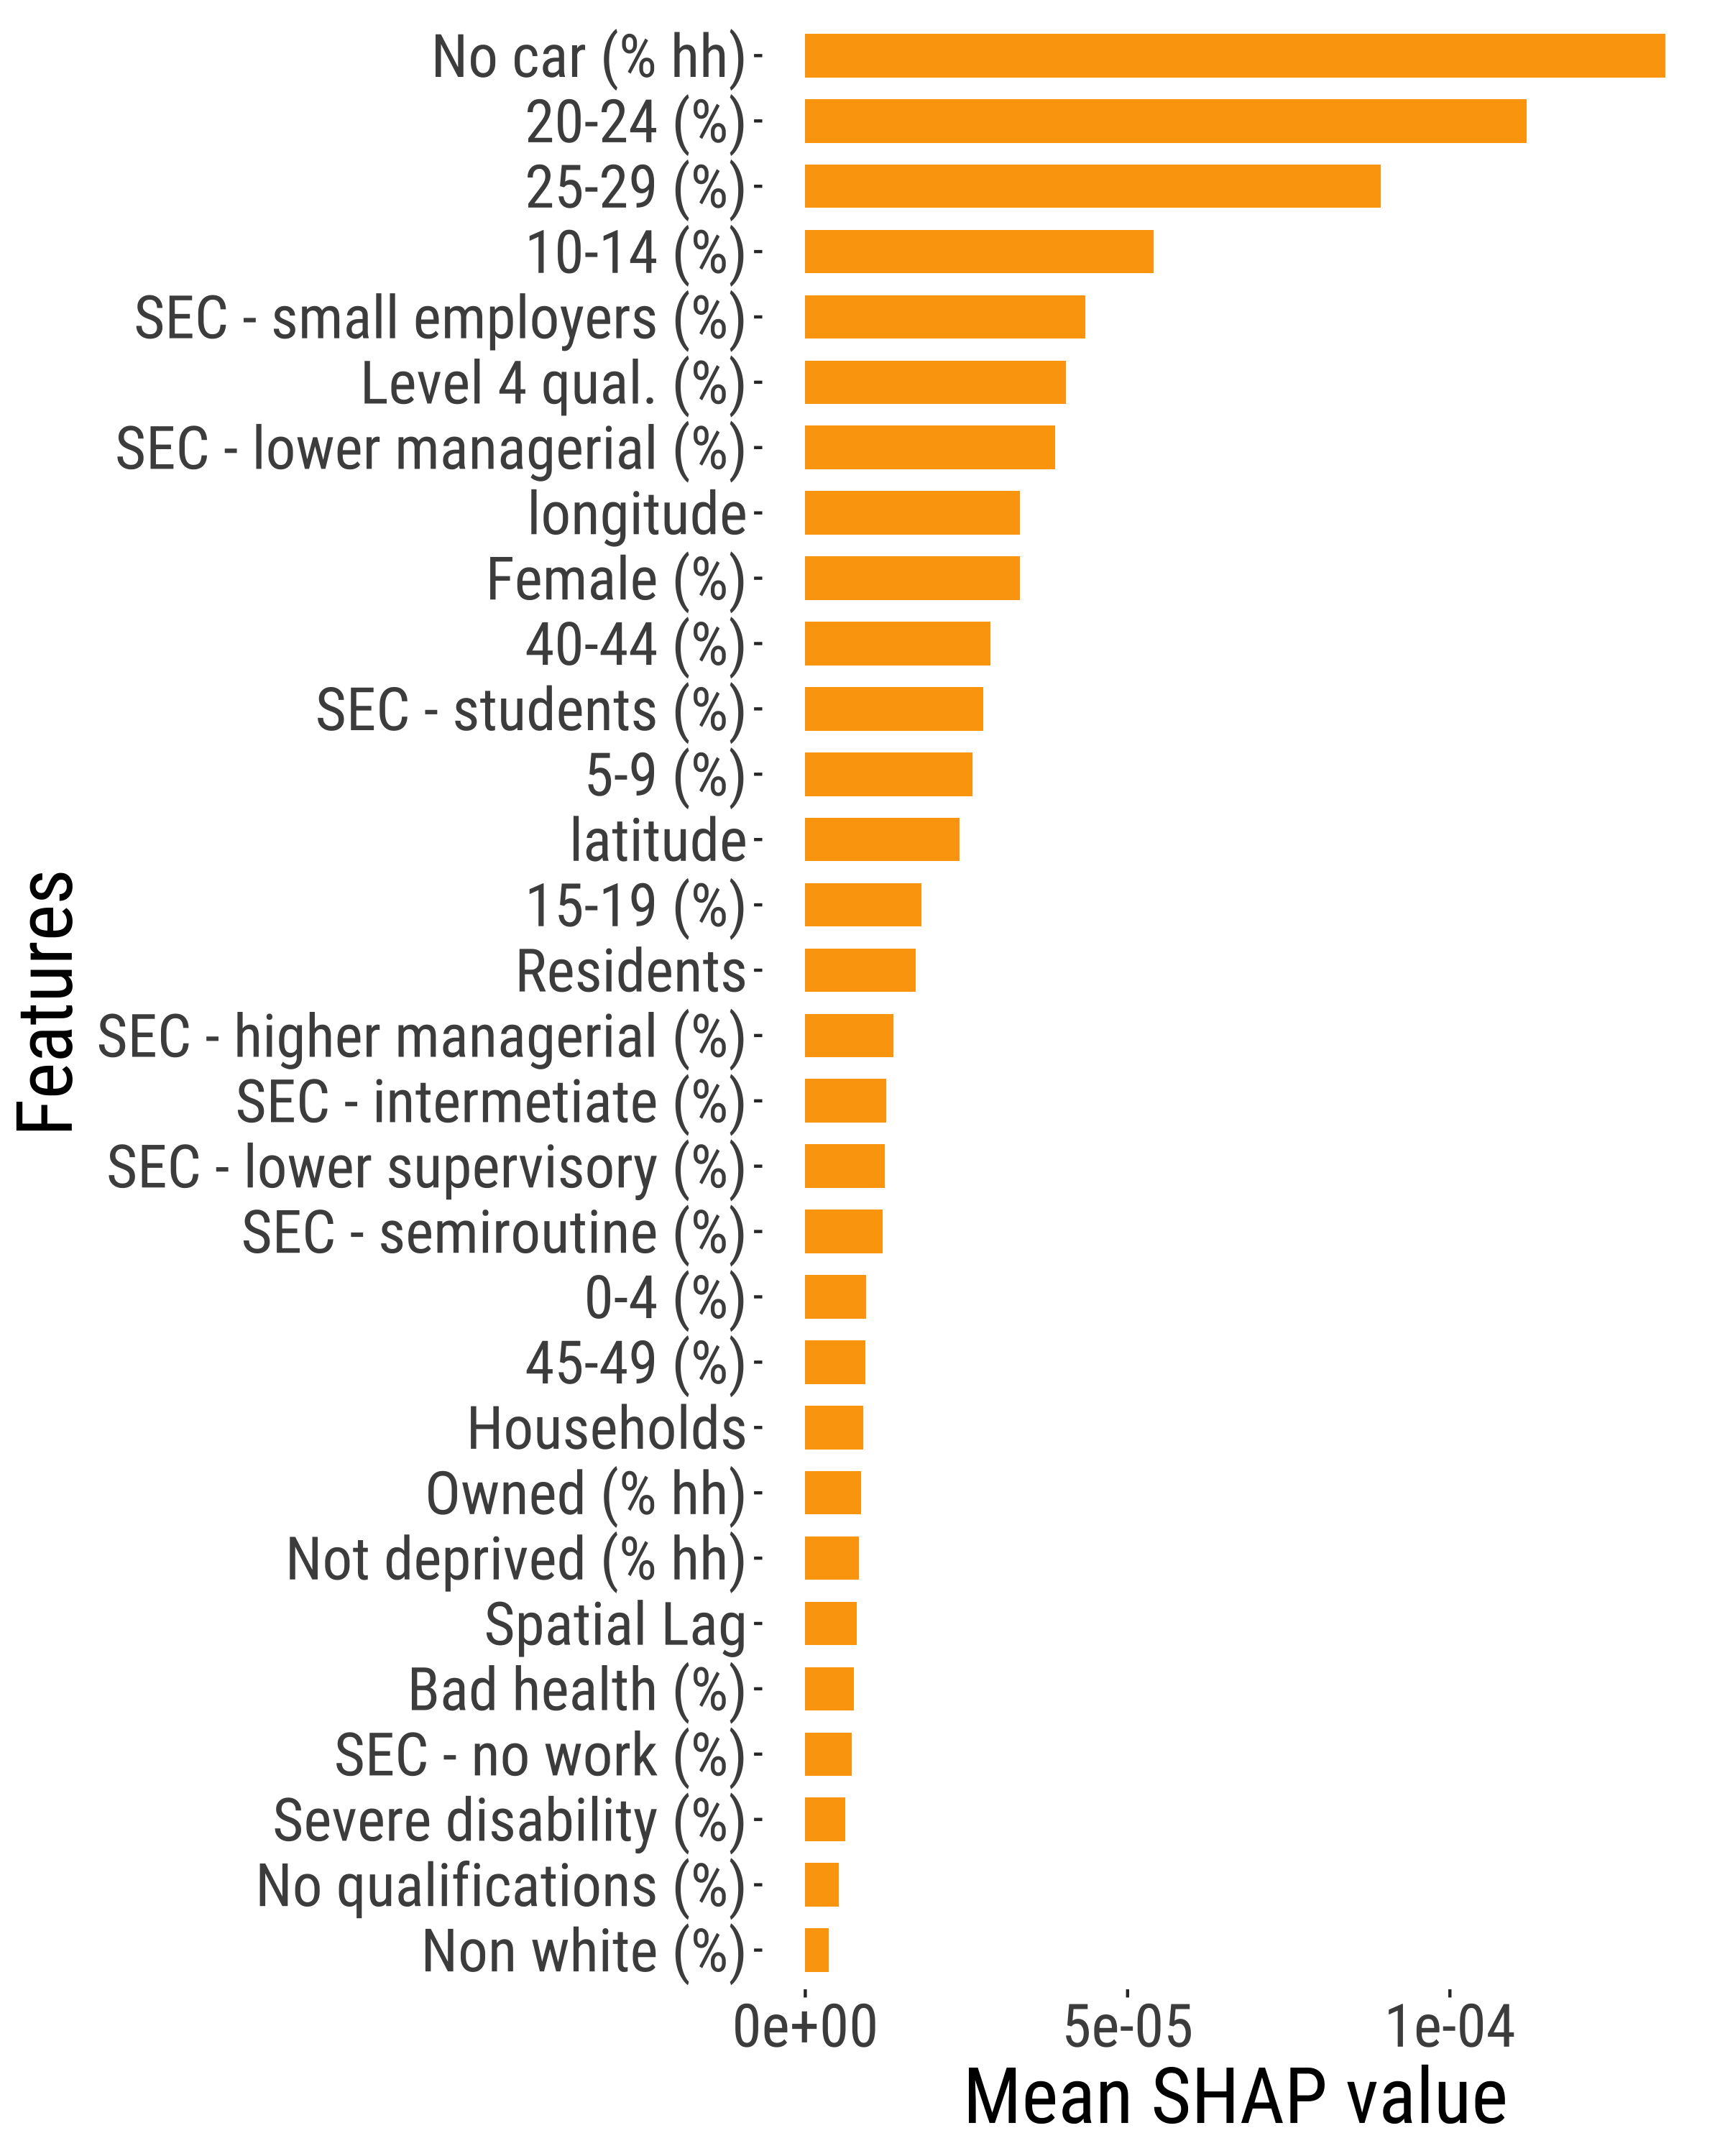 No car (% hh)
20-24 (%)
25-29 (%)
10-14 (%)
SEC - small employers (%)
Level 4 qual. (%)
SEC - lower managerial (%)
longitude
Female (%)
40-44 (%)
SEC - students (%)
5-9 (%)
latitude
15-19 (%)
Residents
SEC - higher managerial (%)
SEC - intermetiate (%)
SEC - lower supervisory (%)
SEC - semiroutine (%)
0-4 (%)
45-49 (%)
Households
Owned (% hh)
Not deprived (% hh)
Spatial Lag
Bad health (%)
SEC - no work (%)
Severe disability (%)
No qualifications (%)
Non white (%)
Features
0e+00 5e-05 1e-04
Mean SHAP value